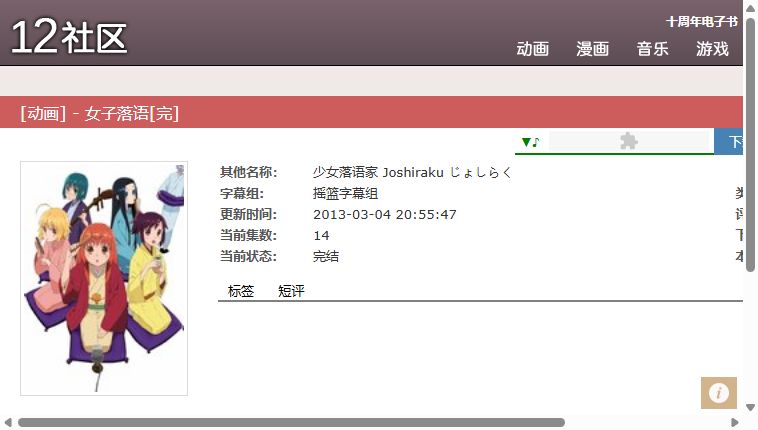 12社区
十周年电子书
动画 漫画 音乐 游戏
[动画] - 女子落语[完]
▼♪
下
其他名称: 少女落语家 Joshiraku じょしらく
字幕组: 摇篮字幕组
更新时间: 2013-03-04 20:55:47
当前集数: 14
当前状态: 完结
标签 短评